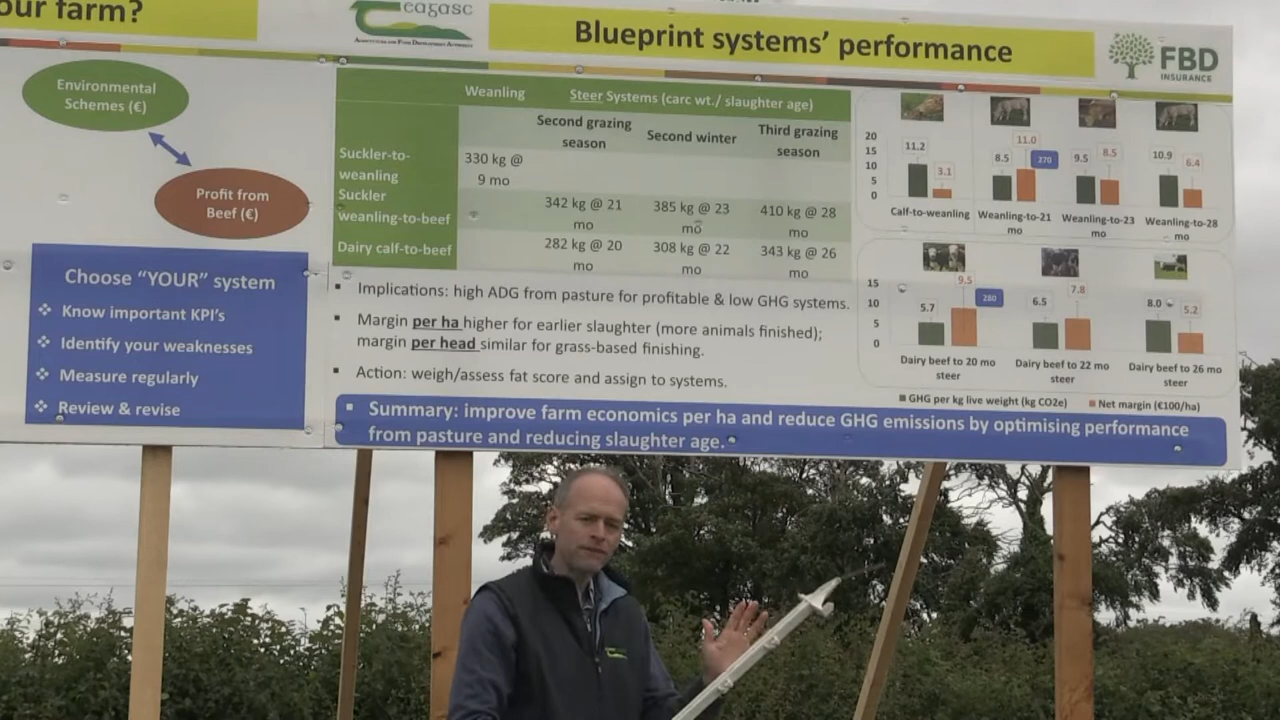 our farm?
eagasc
AGRICULTURE AND FOOD DEVELOPMENT AUTHORITY
Blueprint systems' performance
FBD
INSURANCE
Environmental
Schemes (€)
Profit from
Beef (€)
Choose “YOUR” system
❖ Know important KPI's
❖ Identify your weaknesses
❖ Measure regularly
❖ Review & revise
Weanling
Steer Systems (carc wt./ slaughter age)
Second grazing
season
Second winter
Third grazing
season
Suckler-to-
weanling
330 kg @
9 mo
Suckler
weanling-to-beef
342 kg @ 21
mo
385 kg @ 23
mo
410 kg @ 28
mo
Dairy calf-to-beef
282 kg @ 20
mo
308 kg @ 22
mo
343 kg @ 26
mo
▪ Implications: high ADG from pasture for profitable & low GHG systems.
▪ Margin per ha higher for earlier slaughter (more animals finished);
margin per head similar for grass-based finishing.
▪ Action: weigh/assess fat score and assign to systems.
▪ Summary: improve farm economics per ha and reduce GHG emissions by optimising performance
from pasture and reducing slaughter age.
20
15
10
5
0
11.2
3.1
8.5
11.0
270
9.5
8.5
10.9
6.4
Calf-to-weanling
Weanling-to-21
mo
Weanling-to-23
mo
Weanling-to-28
mo
15
10
5
0
5.7
9.5
280
6.5
7.8
8.0
5.2
Dairy beef to 20 mo
steer
Dairy beef to 22 mo
steer
Dairy beef to 26 mo
steer
GHG per kg live weight (kg CO2e)
Net margin (€100/ha)